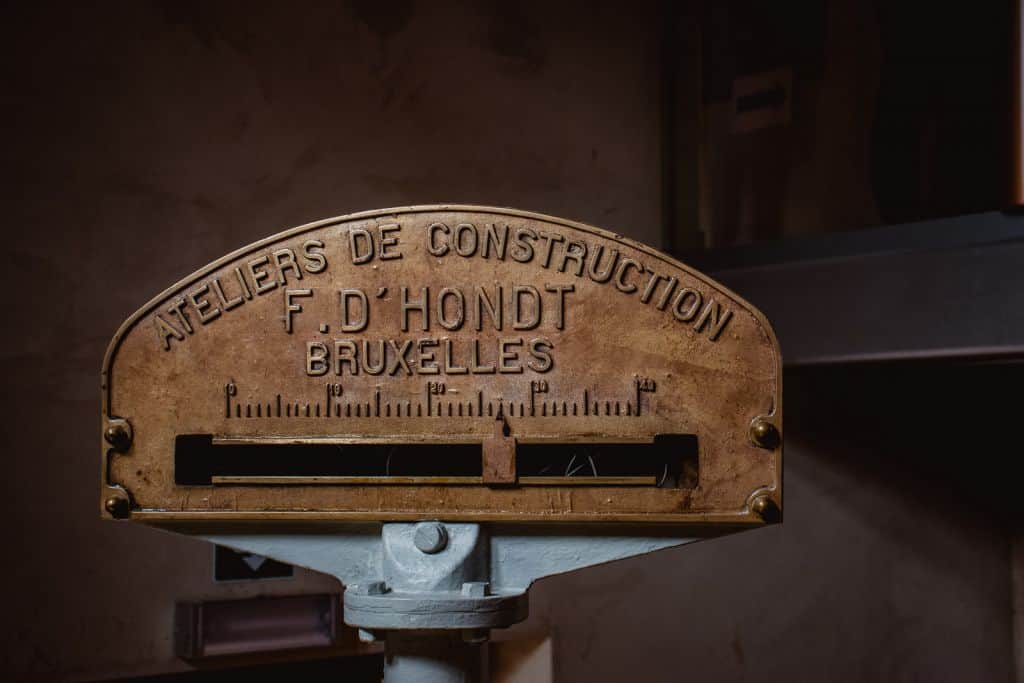 ATELIERS DE CONSTRUCTION
F. D'HONDT
BRUXELLES
0 10 20 30 40